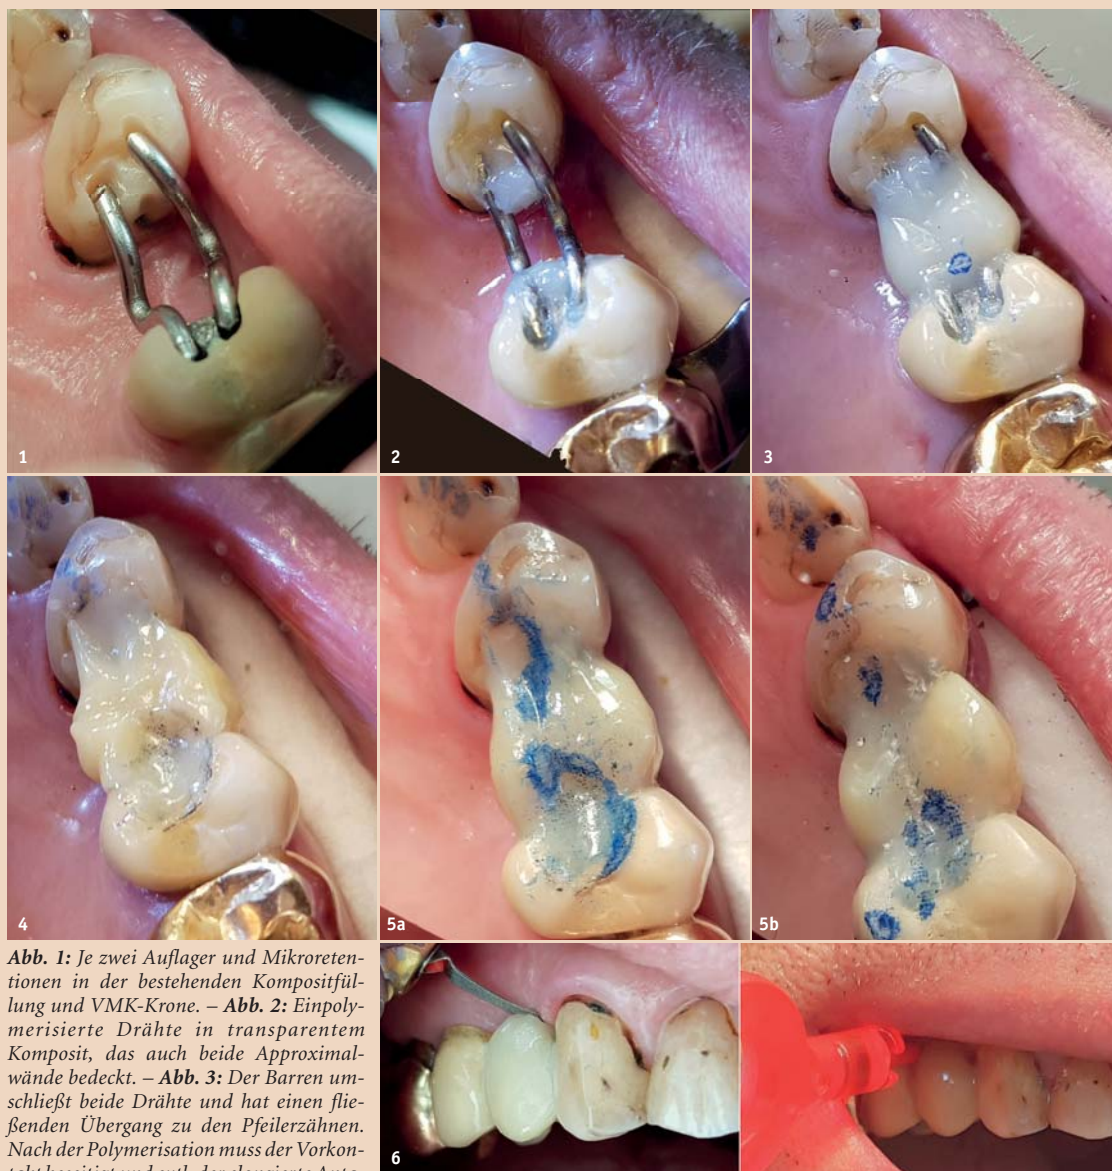 1
2
3
4
5a
5b
Abb. 1: Je zwei Auflager und Mikroreten-
tionen in der bestehenden Kompositfül-
lung und VMK-Krone. – Abb. 2: Einpoly-
merisierte Drähte in transparentem
Komposit, das auch beide Approximal-
wände bedeckt. – Abb. 3: Der Barren um-
schließt beide Drähte und hat einen flie-
ßenden Übergang zu den Pfeilerzähnen.
Nach der Polymerisation muss der Vorkon-
6